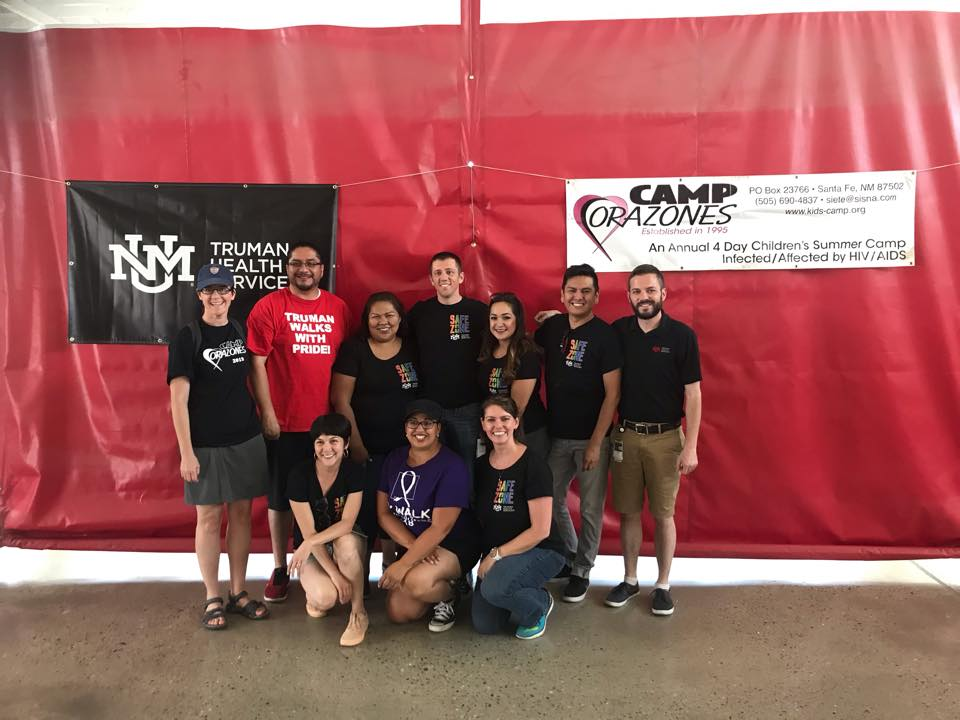 UNM
TRUMAN
HEALTH
SERVICE
CAMP
CORAZONES
Established in 1995
PO Box 23766 • Santa Fe, NM 87502
(505) 690-4837 • siete@sisna.com
www.kids-camp.org
An Annual 4 Day Children's Summer Camp
Infected/Affected by HIV/AIDS
CAMP
CORAZONES
2015
TRUMAN
WALKS
WITH
PRIDE!
SAFE
ZONE
SAFE
ZONE
SAFE
ZONE
SAFE
ZONE
SAFE
ZONE
WALK
SAFE
ZONE